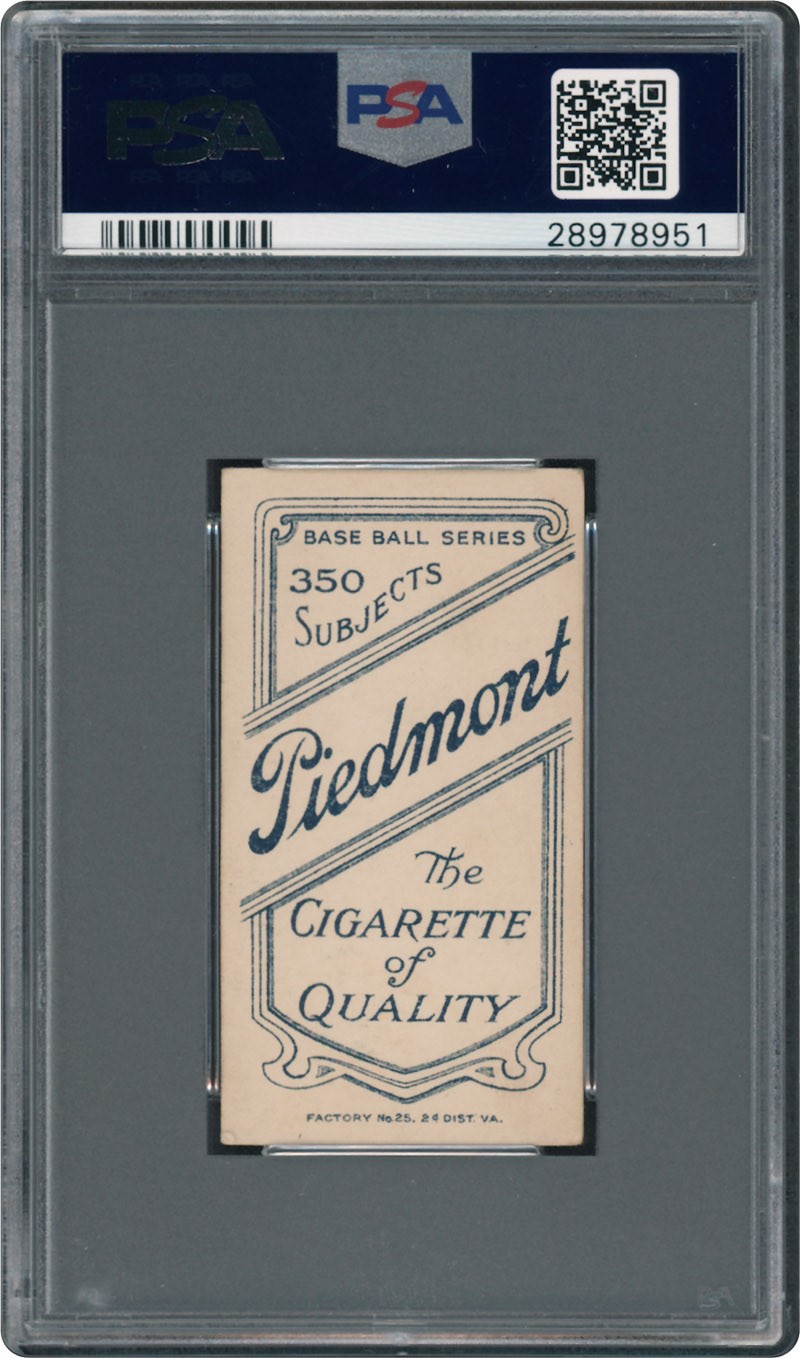 PSA
PSA
28978951
BASE BALL SERIES
350
SUBJECTS
Piedmont
The
CIGARETTE
of
QUALITY
FACTORY No. 25, 2d DIST. VA.
PSA